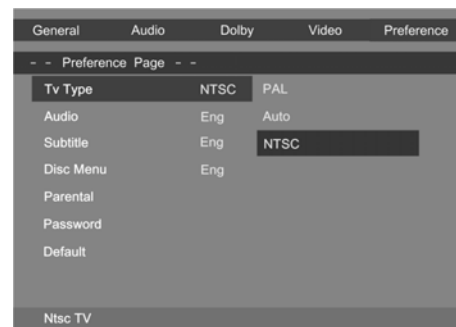 General Audio Dolby Video Preference
- - Preference Page - -
Tv Type NTSC PAL
Audio Eng Auto
Subtitle Eng NTSC
Disc Menu Eng
Parental
Password
Default
Ntsc TV